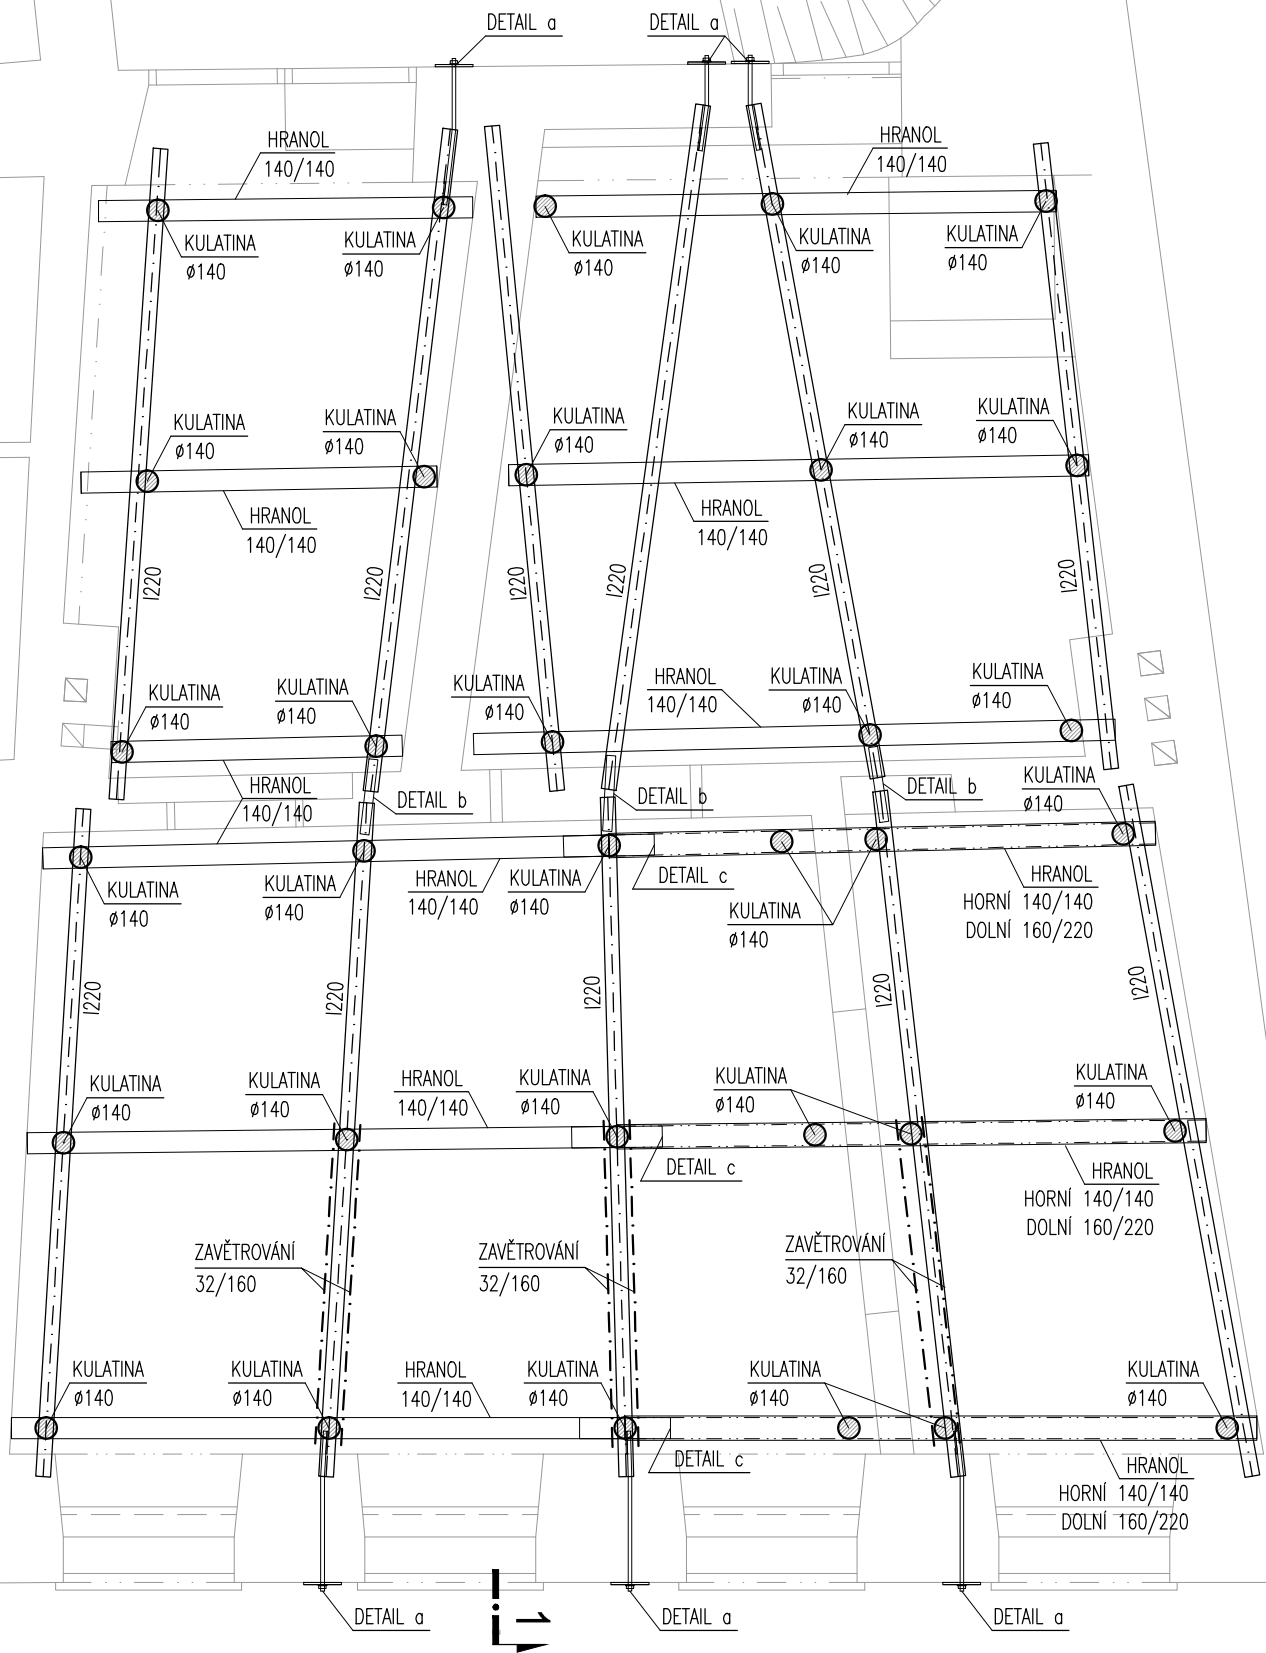 DETAIL a
DETAIL a
HRANOL
140/140
HRANOL
140/140
KULATINA
ø140
KULATINA
ø140
KULATINA
ø140
KULATINA
ø140
KULATINA
ø140
KULATINA
ø140
KULATINA
ø140
KULATINA
ø140
KULATINA
ø140
KULATINA
ø140
HRANOL
140/140
HRANOL
140/140
I220
I220
I220
I220
I220
I220
KULATINA
ø140
KULATINA
ø140
KULATINA
ø140
HRANOL
140/140
KULATINA
ø140
KULATINA
ø140
HRANOL
140/140
DETAIL b
DETAIL b
DETAIL b
KULATINA
ø140
KULATINA
ø140
KULATINA
ø140
HRANOL
140/140
KULATINA
ø140
DETAIL c
KULATINA
ø140
HRANOL
HORNÍ 140/140
DOLNÍ 160/220
I220
I220
I220
I220
I220
KULATINA
ø140
KULATINA
ø140
HRANOL
140/140
KULATINA
ø140
KULATINA
ø140
KULATINA
ø140
DETAIL c
HRANOL
HORNÍ 140/140
DOLNÍ 160/220
ZAVĚTROVÁNÍ
32/160
ZAVĚTROVÁNÍ
32/160
ZAVĚTROVÁNÍ
32/160
KULATINA
ø140
KULATINA
ø140
HRANOL
140/140
KULATINA
ø140
KULATINA
ø140
KULATINA
ø140
DETAIL c
HRANOL
HORNÍ 140/140
DOLNÍ 160/220
DETAIL a
1
DETAIL a
DETAIL a